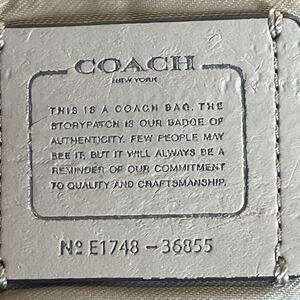 COACH
NEW YORK
THIS IS A COACH BAG. THE
STORYPATCH IS OUR BADGE OF
AUTHENTICITY. FEW PEOPLE MAY
SEE IT, BUT IT WILL ALWAYS BE A
REMINDER OF OUR COMMITMENT
TO QUALITY AND CRAFTSMANSHIP.
Nº E1748 - 36855